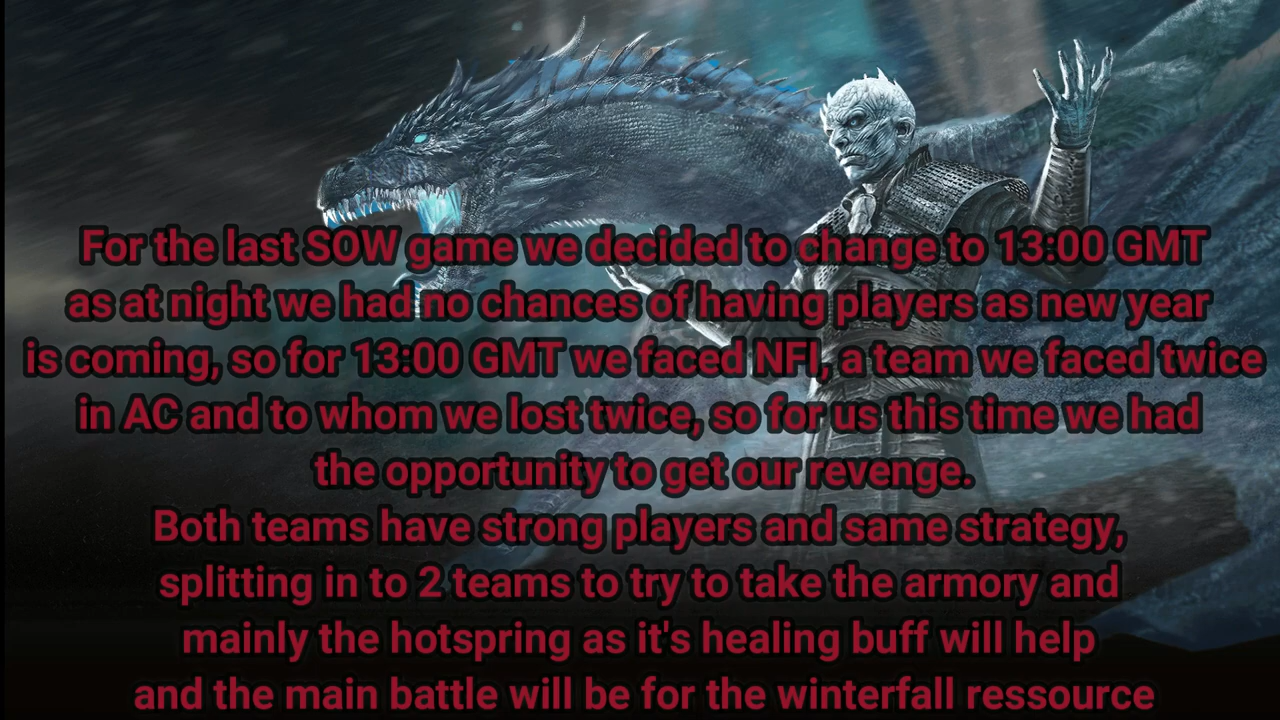 For the last SOW game we decided to change to 13:00 GMT
as at night we had no chances of having players as new year
is coming, so for 13:00 GMT we faced NFI, a team we faced twice
in AC and to whom we lost twice, so for us this time we had
the opportunity to get our revenge.
Both teams have strong players and same strategy,
splitting in to 2 teams to try to take the armory and
mainly the hotspring as it's healing buff will help
and the main battle will be for the winterfall ressource